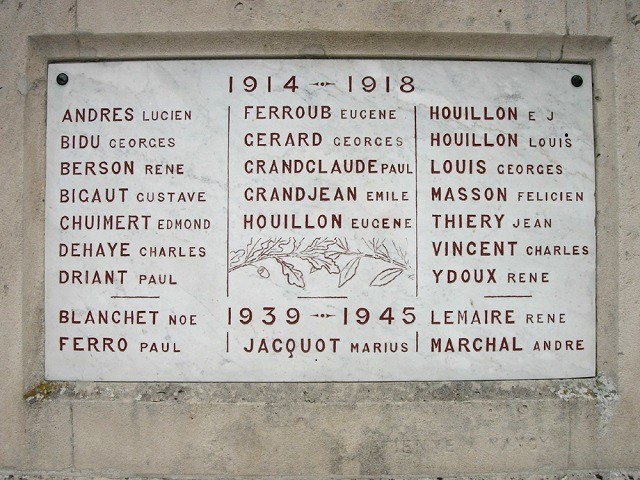 1914 - 1918
ANDRES LUCIEN
BIDU GEORGES
BERSON RENE
BIGAUT GUSTAVE
CHUIMERT EDMOND
DEHAYE CHARLES
DRIANT PAUL
FERROUB EUGENE
GERARD GEORGES
GRANDCLAUDE PAUL
GRANDJEAN EMILE
HOUILLON EUGENE
HOUILLON E J
HOUILLON LOUIS
LOUIS GEORGES
MASSON FELICIEN
THIERY JEAN
VINCENT CHARLES
YDOUX RENE
1939 - 1945
BLANCHET NOE
FERRO PAUL
JACQUOT MARIUS
LEMAIRE RENE
MARCHAL ANDRE